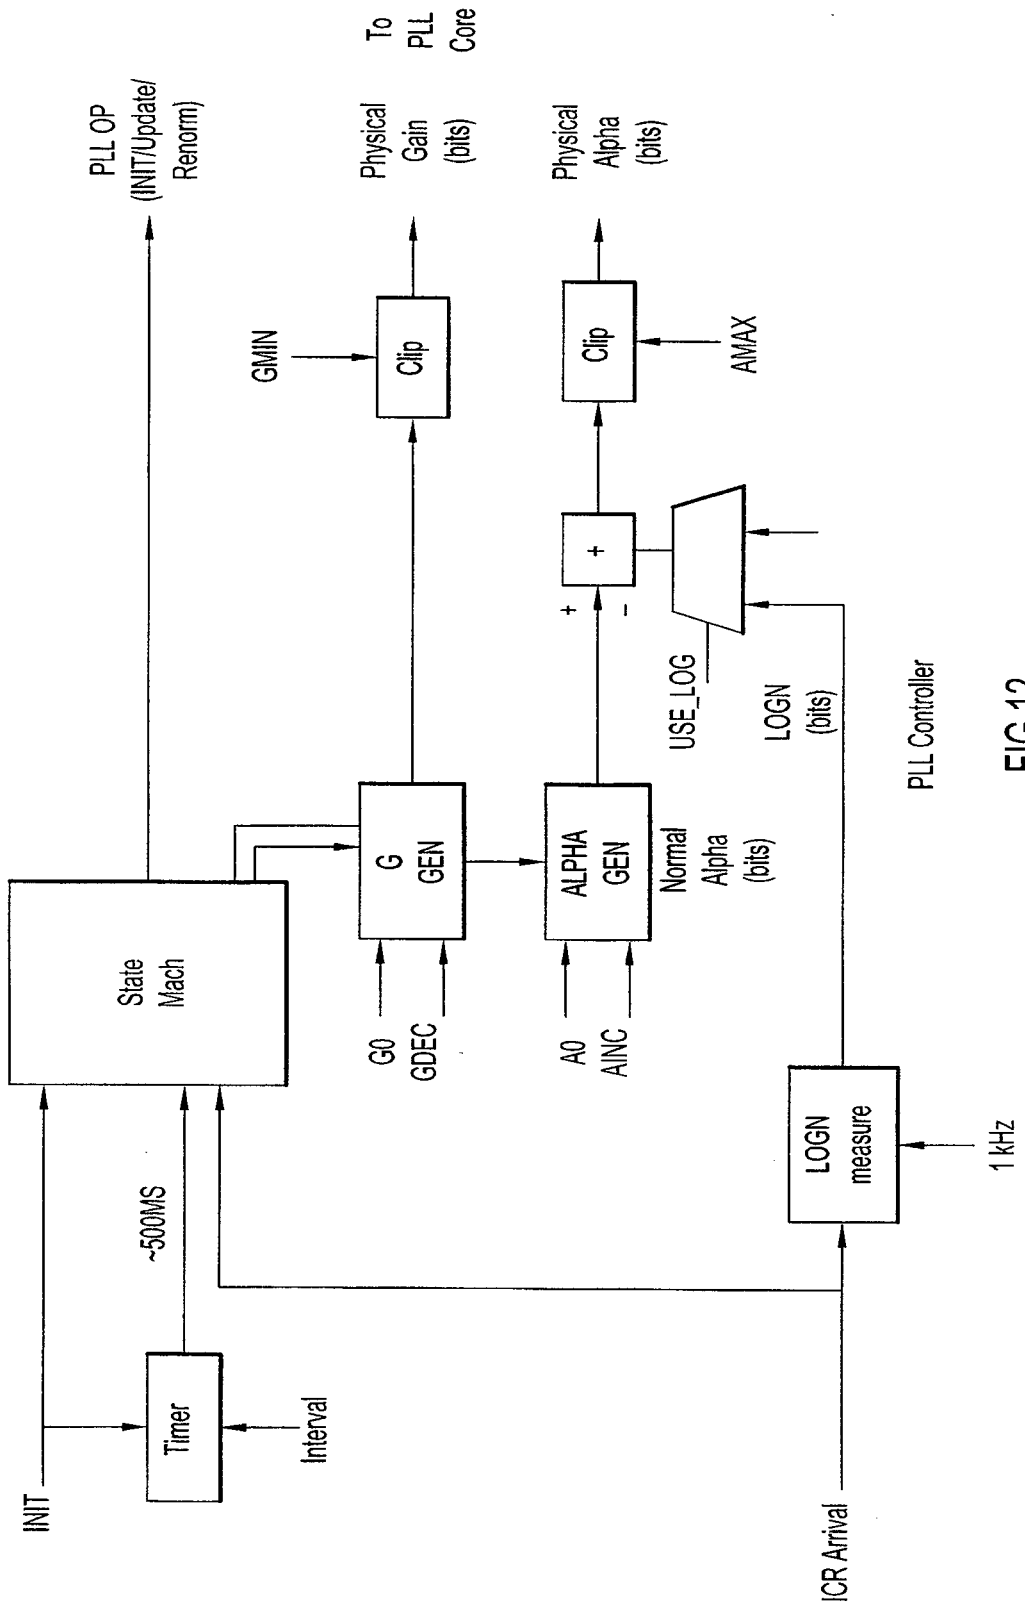 INIT
Timer
Interval
~500MS
State
Mach
PLL OP
(INIT/Update/
Renorm)
G0
GDEC
G
GEN
GMIN
Clip
Physical
Gain
(bits)
To
PLL
Core
A0
AINC
ALPHA
GEN
Normal
Alpha
(bits)
+
-
+
Clip
AMAX
Physical
Alpha
(bits)
USE_LOG
LOGN
(bits)
ICR Arrival
LOGN
measure
1 kHz
PLL Controller
FIG.12